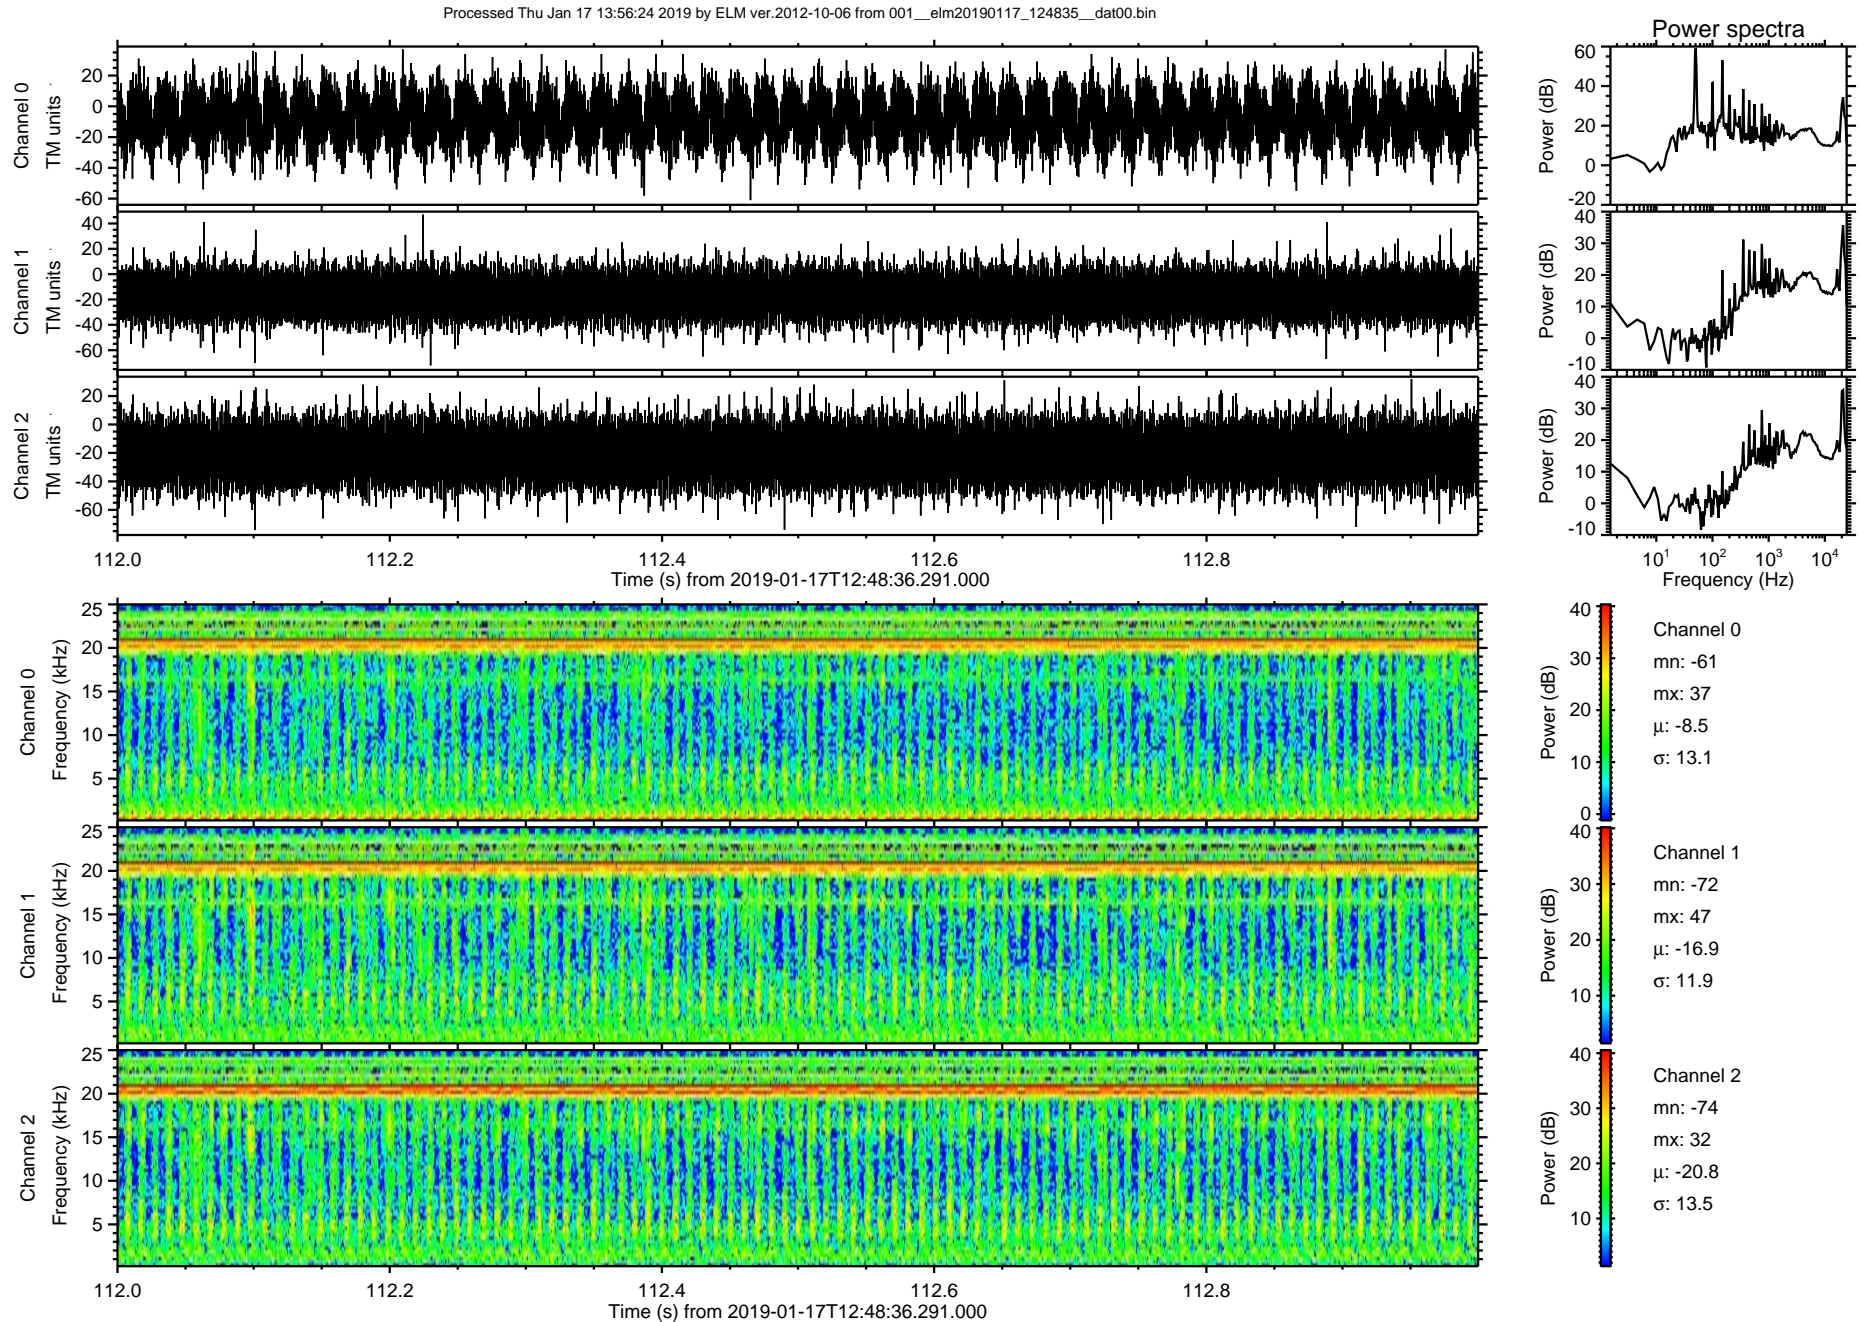 Processed Thu Jan 17 13:56:24 2019 by ELM ver.2012-10-06 from 001__elm20190117_124835__dat00.bin
Power spectra
Channel 0
TM units
20
0
-20
-40
-60
Power (dB)
60
40
20
0
-20
Channel 1
TM units
40
20
0
-20
-40
-60
Power (dB)
40
30
20
10
0
-10
Channel 2
TM units
20
0
-20
-40
-60
Power (dB)
40
30
20
10
0
-10
112.0 112.2 112.4 112.6 112.8
Time (s) from 2019-01-17T12:48:36.291.000
10¹ 10² 10³ 10⁴
Frequency (Hz)
Channel 0
Frequency (kHz)
25
20
15
10
5
Power (dB)
40
30
20
10
0
Channel 0
mn: -61
mx: 37
μ: -8.5
σ: 13.1
Channel 1
Frequency (kHz)
25
20
15
10
5
Power (dB)
40
30
20
10
Channel 1
mn: -72
mx: 47
μ: -16.9
σ: 11.9
Channel 2
Frequency (kHz)
25
20
15
10
5
Power (dB)
40
30
20
10
Channel 2
mn: -74
mx: 32
μ: -20.8
σ: 13.5
112.0 112.2 112.4 112.6 112.8
Time (s) from 2019-01-17T12:48:36.291.000